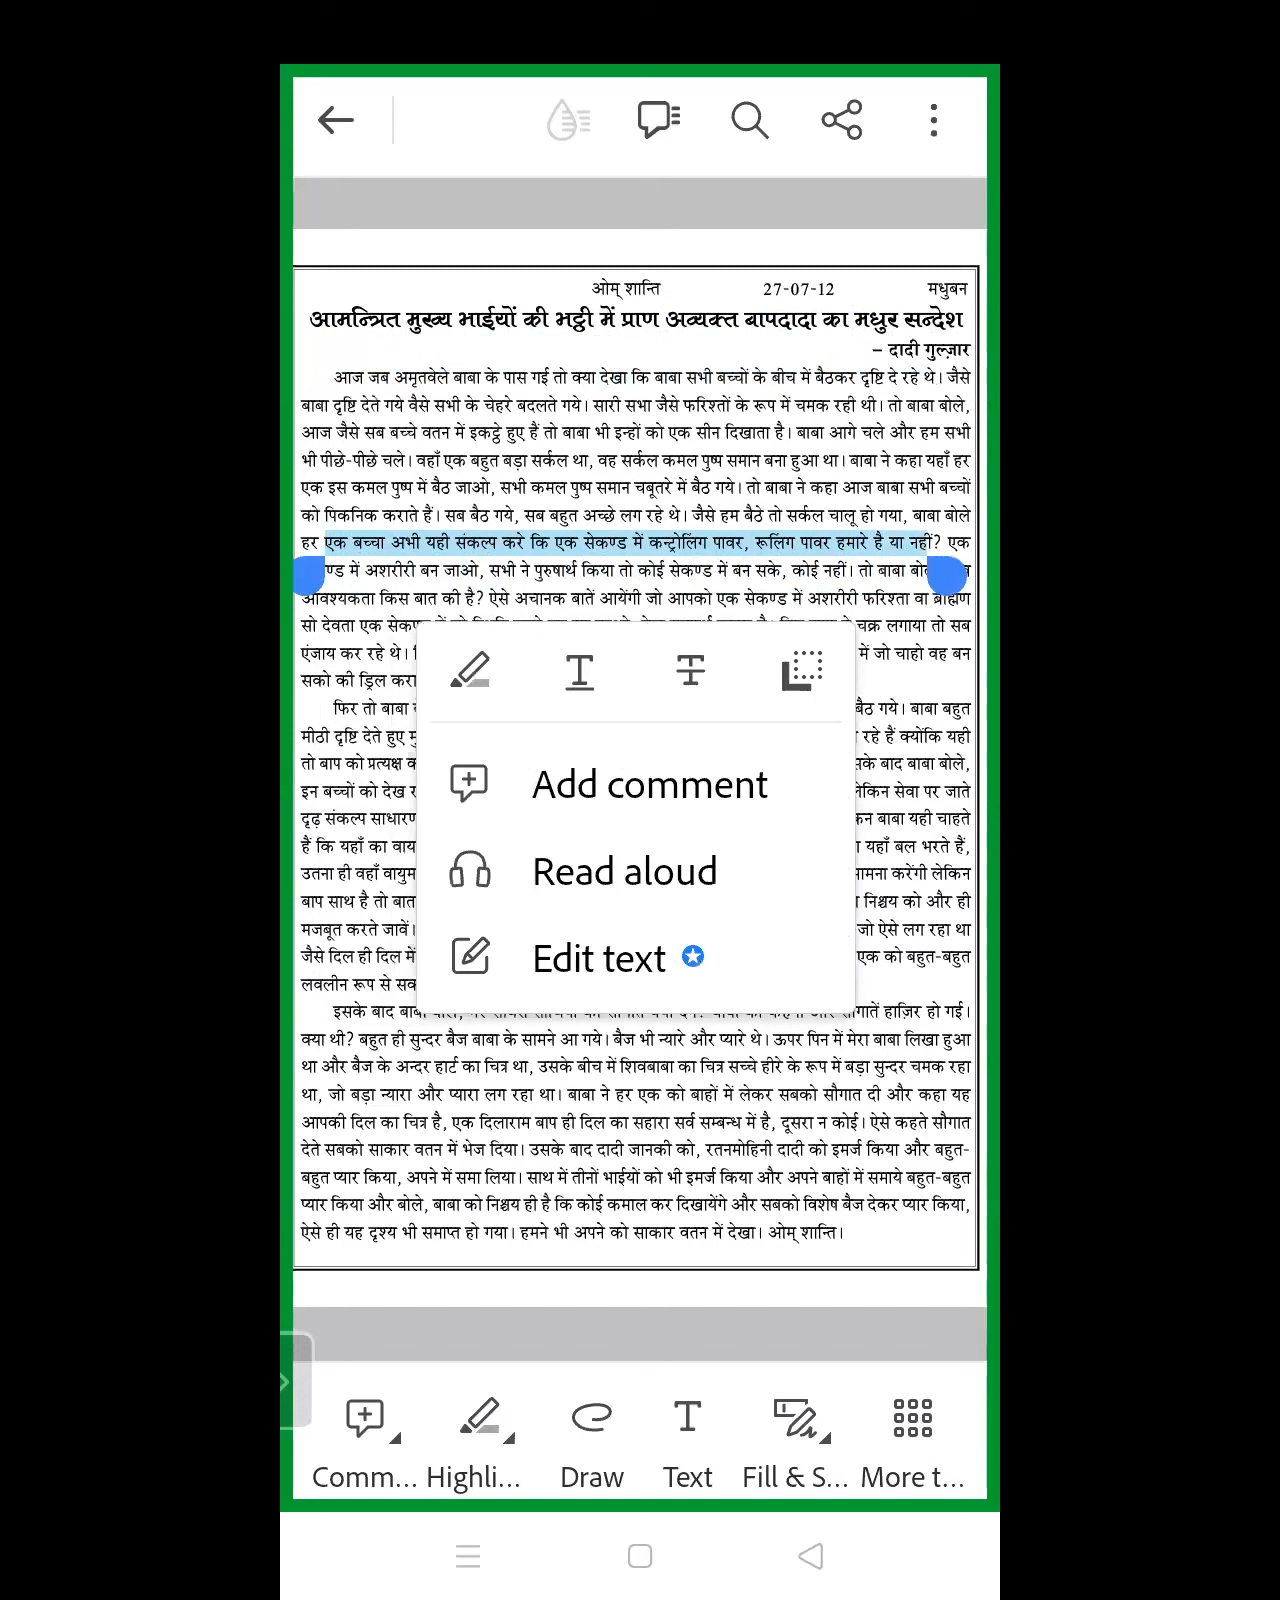 ओम् शान्ति 27-07-12 मधुबन
आमन्त्रित मुख्य भाईयों की भट्ठी में प्राण अव्यक्त बापदादा का मधुर सन्देश
– दादी गुल्ज़ार
आज जब अमृतवेले बाबा के पास गई तो क्या देखा कि बाबा सभी बच्चों के बीच में बैठकर दृष्टि दे रहे थे। जैसे
बाबा दृष्टि देते गये वैसे सभी के चेहरे बदलते गये। सारी सभा जैसे फरिश्तों के रूप में चमक रही थी। तो बाबा बोले,
आज जैसे सब बच्चे वतन में इकट्ठे हुए हैं तो बाबा भी इन्हों को एक सीन दिखाता है। बाबा आगे चले और हम सभी
भी पीछे-पीछे चले। वहाँ एक बहुत बड़ा सर्कल था, वह सर्कल कमल पुष्प समान बना हुआ था। बाबा ने कहा यहाँ हर
एक इस कमल पुष्प में बैठ जाओ, सभी कमल पुष्प समान चबूतरे में बैठ गये। तो बाबा ने कहा आज बाबा सभी बच्चों
को पिकनिक कराते हैं। सब बैठ गये, सब बहुत अच्छे लग रहे थे। जैसे हम बैठे तो सर्कल चालू हो गया, बाबा बोले
हर एक बच्चा अभी यही संकल्प करे कि एक सेकण्ड में कन्ट्रोलिंग पावर, रूलिंग पावर हमारे है या नहीं? एक
में अशरीरी बन जाओ, सभी ने पुरुषार्थ किया तो कोई सेकण्ड में बन सके, कोई नहीं। तो बाबा
आवश्यकता किस बात की है? ऐसे अचानक बातें आयेंगी जो आपको एक सेकण्ड में अशरीरी फरिश्ता वा ब्राह्मण
सो देवता एक चक्र लगाया तो सब
एंजाय कर रहे थे। में जो चाहो वह बन
सको की ड्रिल
फिर तो बाबा बैठ गये। बाबा बहुत
मीठी दृष्टि देते हुए रहे हैं क्योंकि यही
तो बाप को प्रत्यक्ष के बाद बाबा बोले,
इन बच्चों को देख लेकिन सेवा पर जाते
दृढ़ संकल्प बाबा यही चाहते
हैं कि यहाँ का यहाँ बल भरते हैं,
उतना ही वहाँ करेंगी लेकिन
बाप साथ है तो निश्चय को और ही
मजबूत करते जावें। जो ऐसे लग रहा था
जैसे दिल ही दिल में एक को बहुत-बहुत
लवलीन रूप से
Add comment
Read aloud
Edit text
इसके बाद हाज़िर हो गई।
क्या थी? बहुत ही सुन्दर बैज बाबा के सामने आ गये। बैज भी न्यारे और प्यारे थे। ऊपर पिन में मेरा बाबा लिखा हुआ
था और बैज के अन्दर हार्ट का चित्र था, उसके बीच में शिवबाबा का चित्र सच्चे हीरे के रूप में बड़ा सुन्दर चमक रहा
था, जो बड़ा न्यारा और प्यारा लग रहा था। बाबा ने हर एक को बाहों में लेकर सबको सौगात दी और कहा यह
आपकी दिल का चित्र है, एक दिलाराम बाप ही दिल का सहारा सर्व सम्बन्ध में है, दूसरा न कोई। ऐसे कहते सौगात
देते सबको साकार वतन में भेज दिया। उसके बाद दादी जानकी को, रतनमोहिनी दादी को इमर्ज किया और बहुत-
बहुत प्यार किया, अपने में समा लिया। साथ में तीनों भाईयों को भी इमर्ज किया और अपने बाहों में समाये बहुत-बहुत
प्यार किया और बोले, बाबा को निश्चय ही है कि कोई कमाल कर दिखायेंगे और सबको विशेष बैज देकर प्यार किया,
ऐसे ही यह दृश्य भी समाप्त हो गया। हमने भी अपने को साकार वतन में देखा। ओम् शान्ति।
Comm... Highli... Draw Text Fill & S... More t...